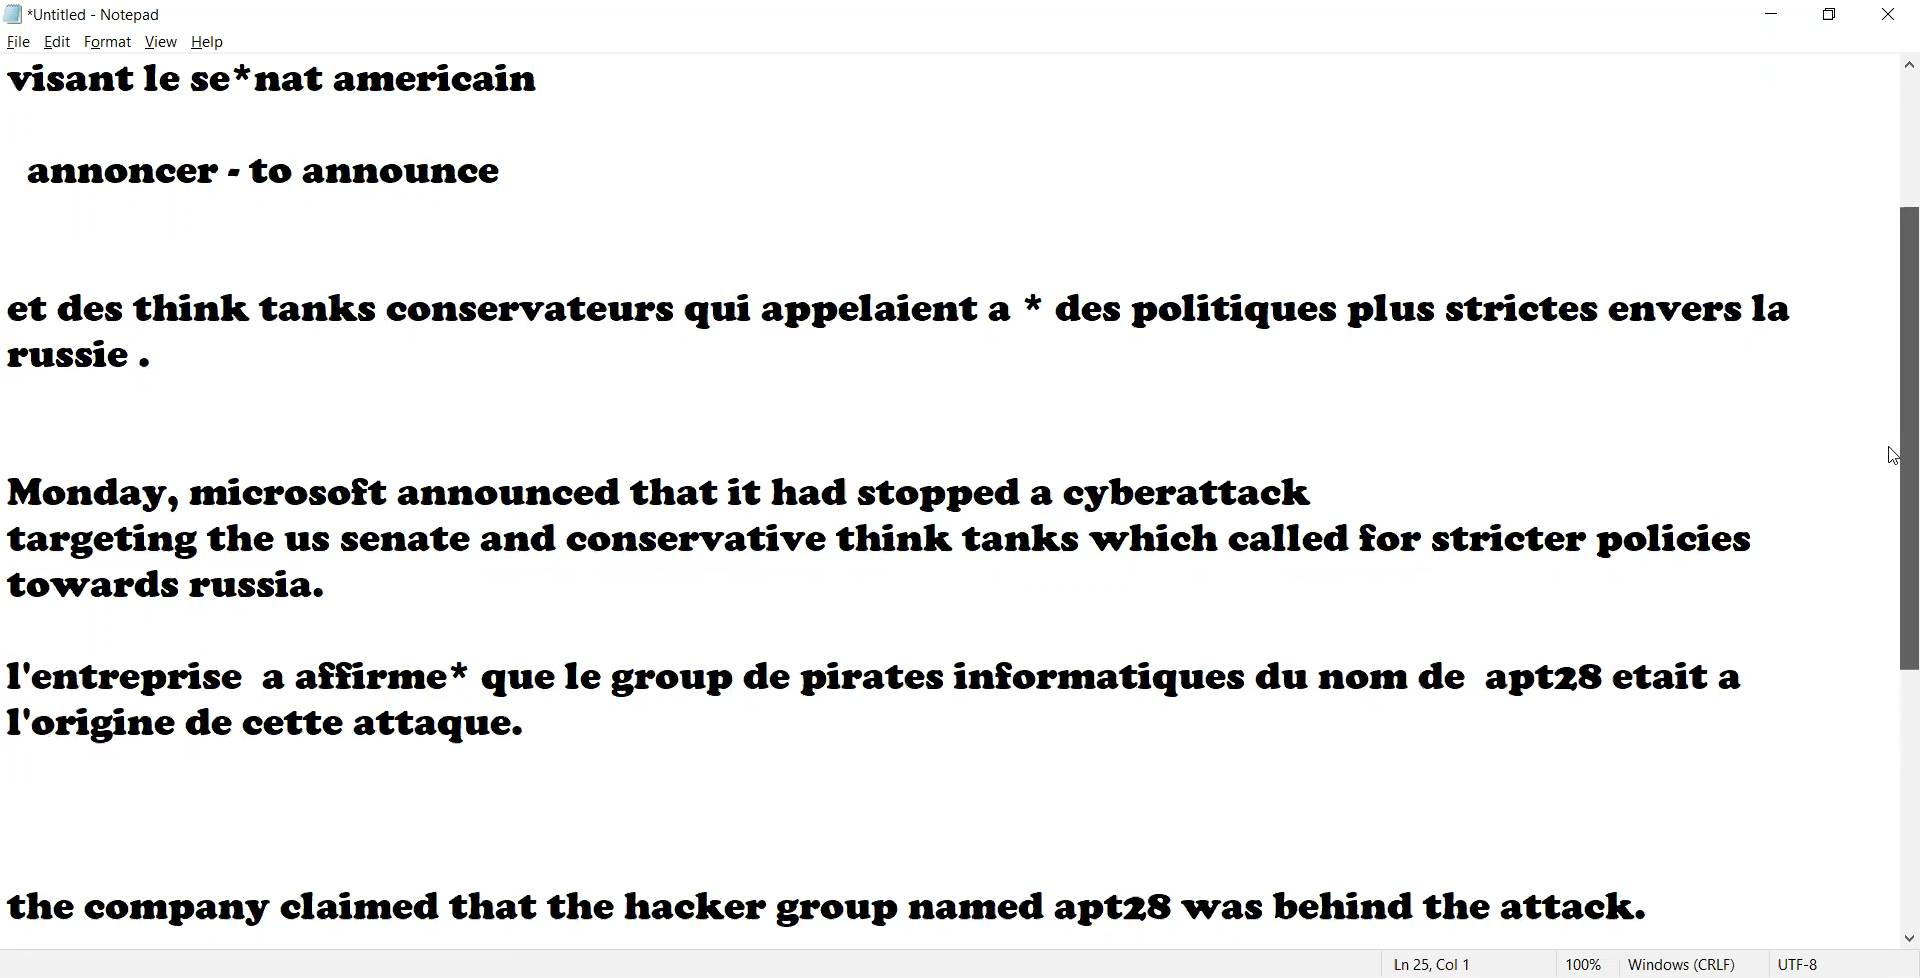 *Untitled - Notepad
File Edit Format View Help
visant le se*nat americain
annoncer - to announce
et des think tanks conservateurs qui appelaient a * des politiques plus strictes envers la
russie .
Monday, microsoft announced that it had stopped a cyberattack
targeting the us senate and conservative think tanks which called for stricter policies
towards russia.
l'entreprise  a affirme* que le group de pirates informatiques du nom de  apt28 etait a
l'origine de cette attaque.
the company claimed that the hacker group named apt28 was behind the attack.
Ln 25, Col 1 100% Windows (CRLF) UTF-8